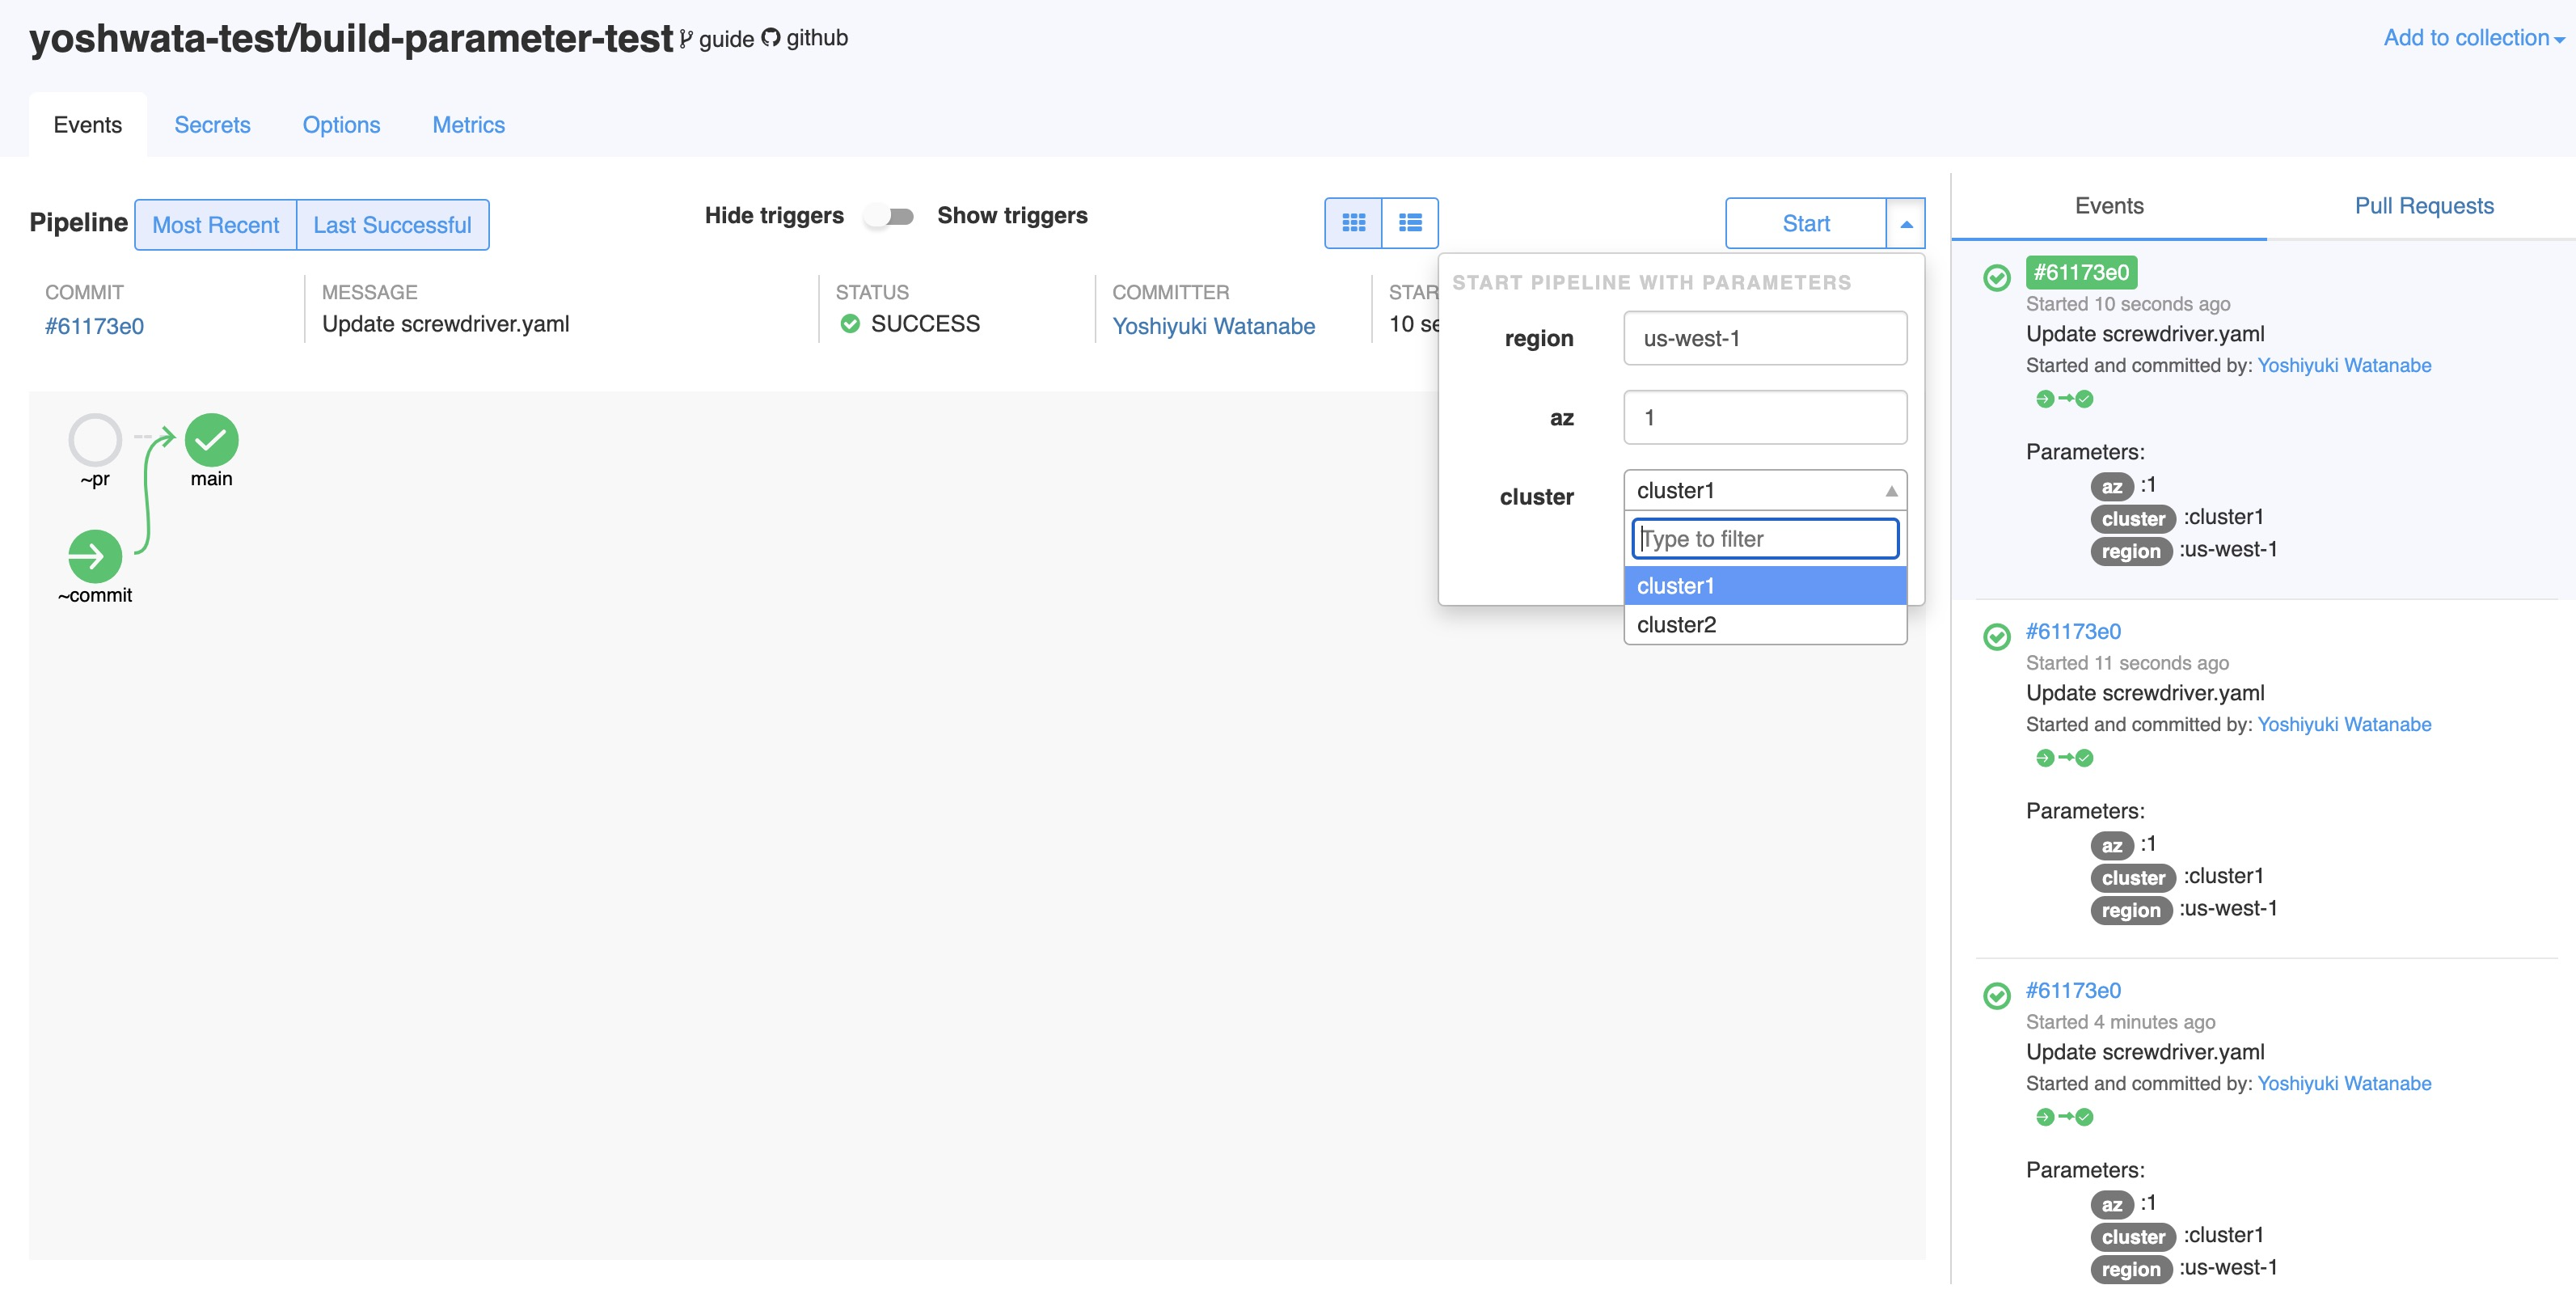 yoshwata-test/build-parameter-test guide github
Add to collection
Events Secrets Options Metrics
Pipeline Most Recent Last Successful
Hide triggers Show triggers
Start
COMMIT
#61173e0
MESSAGE
Update screwdriver.yaml
STATUS
SUCCESS
COMMITTER
Yoshiyuki Watanabe
STAR
10 se
START PIPELINE WITH PARAMETERS
region us-west-1
az 1
cluster cluster1
Type to filter
cluster1
cluster2
~pr
main
~commit
Events Pull Requests
#61173e0
Started 10 seconds ago
Update screwdriver.yaml
Started and committed by: Yoshiyuki Watanabe
Parameters:
az :1
cluster :cluster1
region :us-west-1
#61173e0
Started 11 seconds ago
Update screwdriver.yaml
Started and committed by: Yoshiyuki Watanabe
Parameters:
az :1
cluster :cluster1
region :us-west-1
#61173e0
Started 4 minutes ago
Update screwdriver.yaml
Started and committed by: Yoshiyuki Watanabe
Parameters:
az :1
cluster :cluster1
region :us-west-1